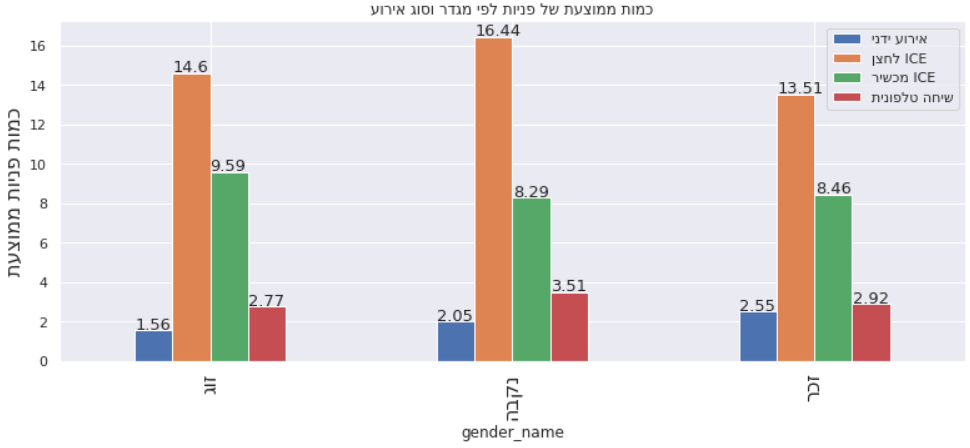 כמות ממוצעת של פניות לפי מגדר וסוג אירוע
כמות פניות ממוצעת
16
14
12
10
8
6
4
2
0
אירוע ידני
לחצן ICE
מכשיר ICE
שיחה טלפונית
1.56
14.6
9.59
2.77
2.05
16.44
8.29
3.51
2.55
13.51
8.46
2.92
זוג
נקבה
זכר
gender_name